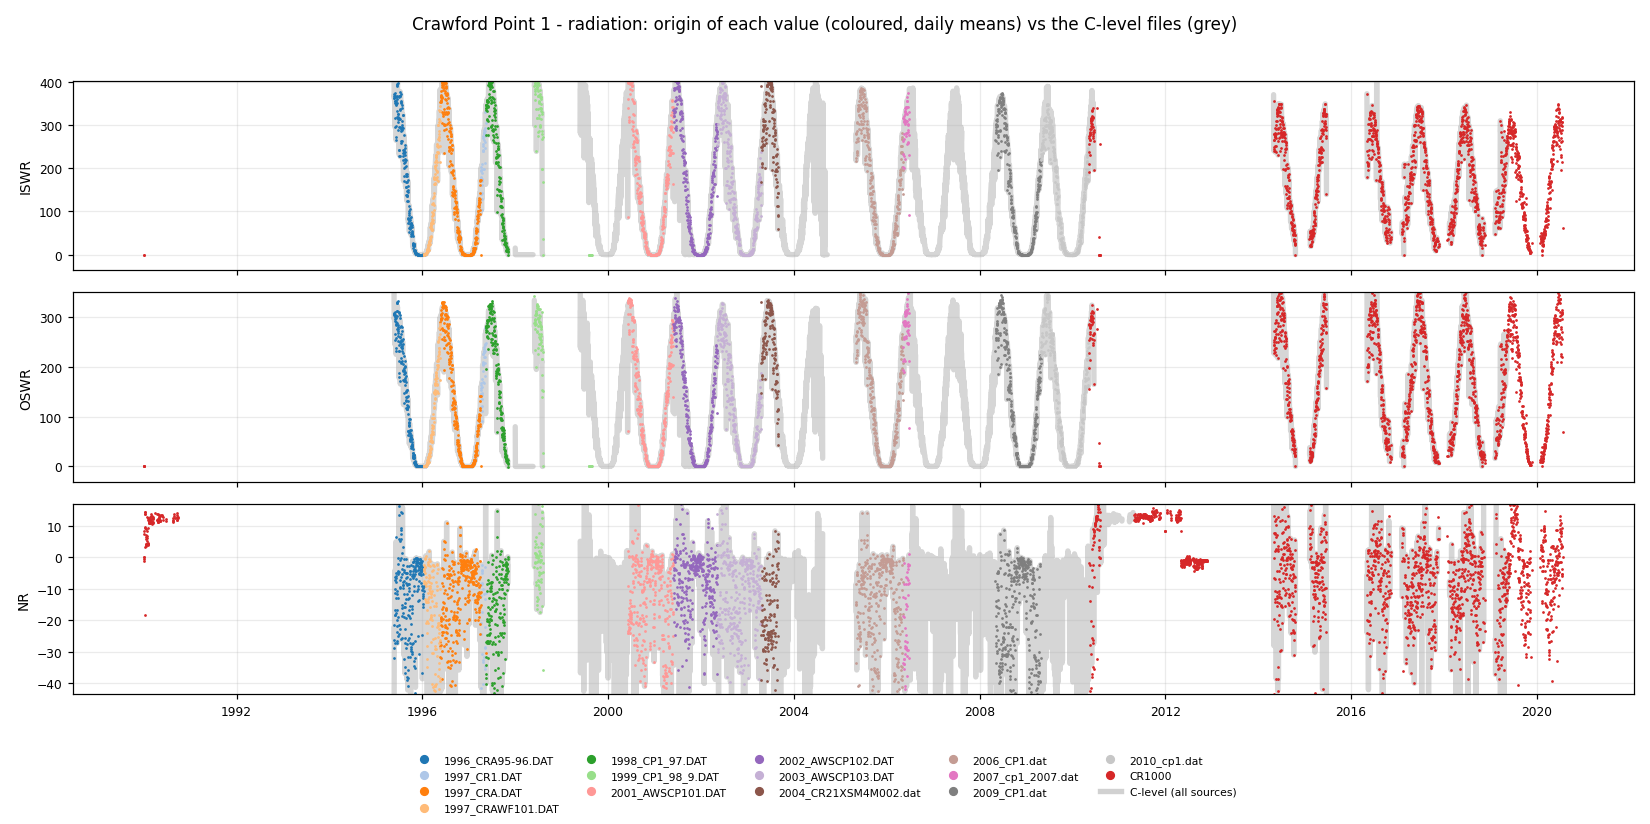 Crawford Point 1 - radiation: origin of each value (coloured, daily means) vs the C-level files (grey)
400
300
200
100
0
ISWR
300
200
100
0
OSWR
10
0
−10
−20
−30
−40
NR
1992 1996 2000 2004 2008 2012 2016 2020
1996_CRA95-96.DAT 1998_CP1_97.DAT 2002_AWSCP102.DAT 2006_CP1.dat 2010_cp1.dat
1997_CR1.DAT 1999_CP1_98_9.DAT 2003_AWSCP103.DAT 2007_cp1_2007.dat CR1000
1997_CRA.DAT 2001_AWSCP101.DAT 2004_CR21XSM4M002.dat 2009_CP1.dat C-level (all sources)
1997_CRAWF101.DAT